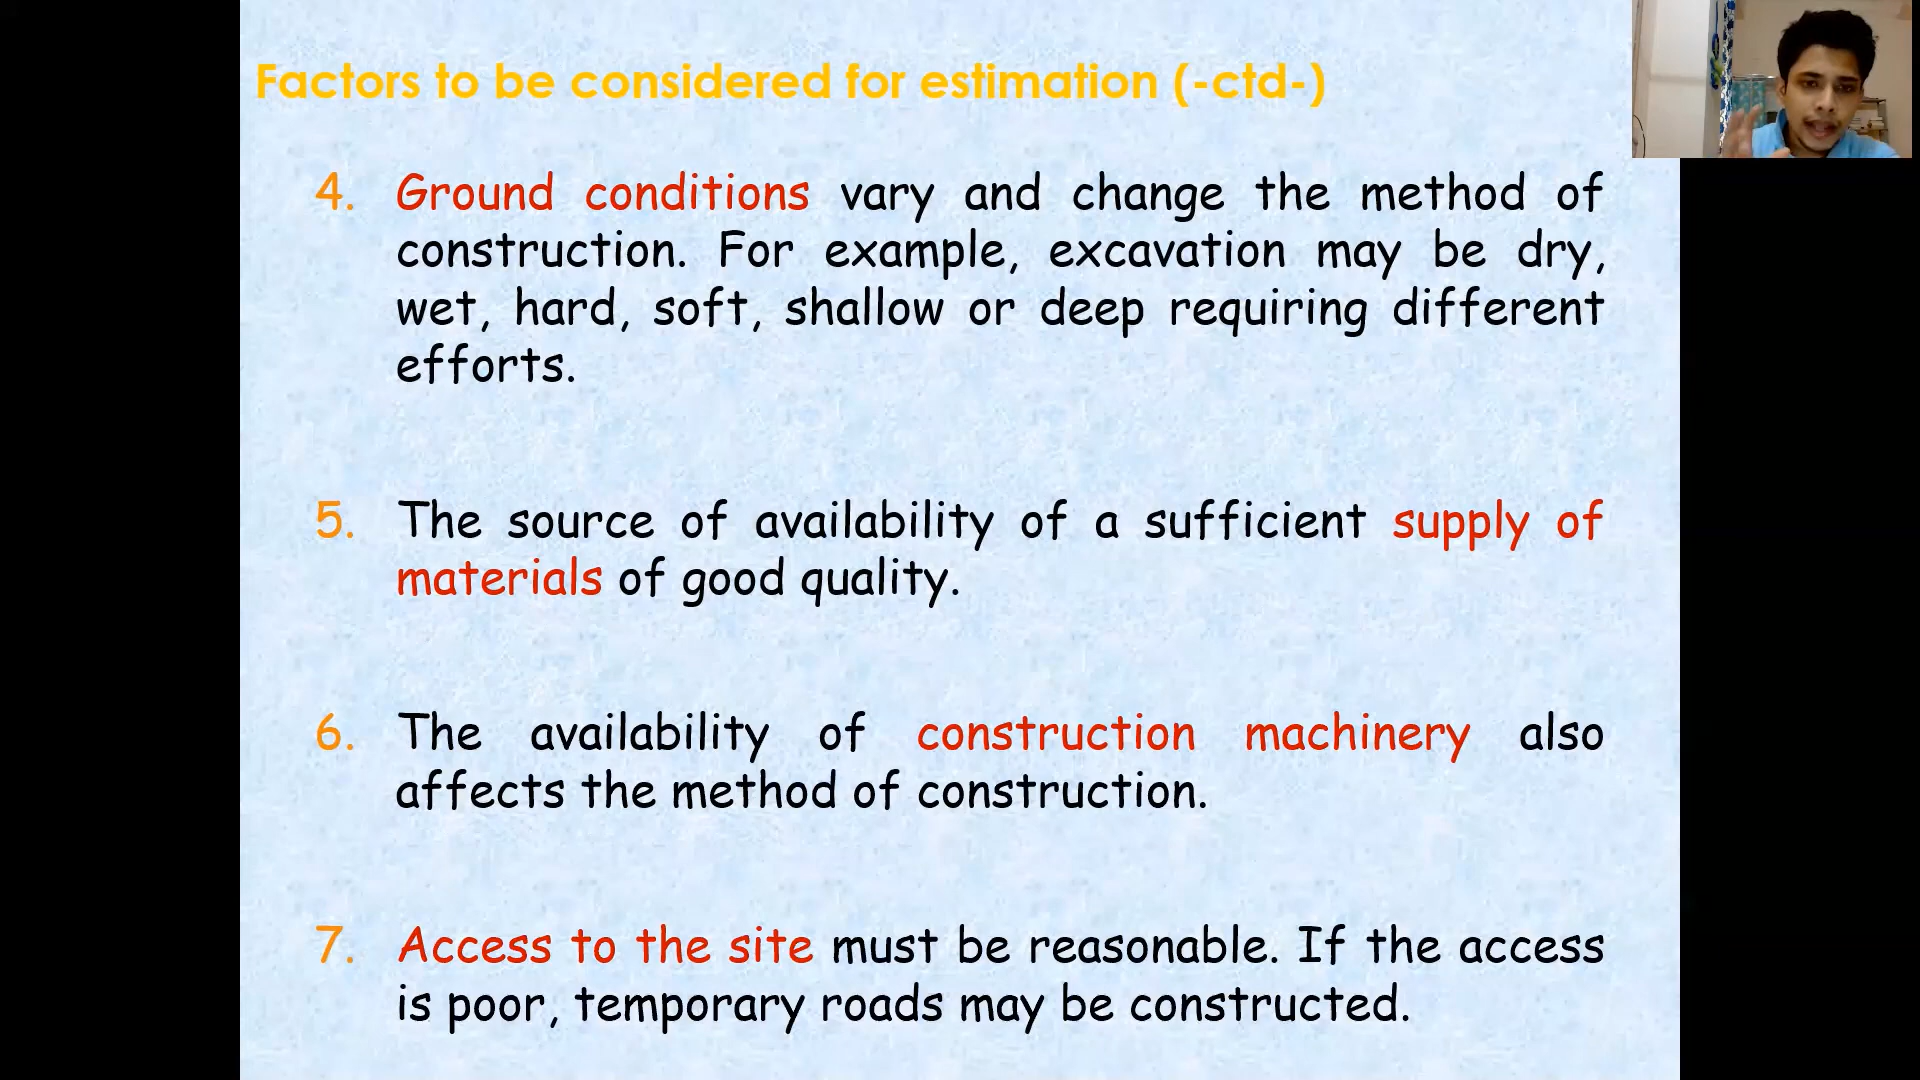 Factors to be considered for estimation (-ctd-)
4. Ground conditions vary and change the method of
construction. For example, excavation may be dry,
wet, hard, soft, shallow or deep requiring different
efforts.
5. The source of availability of a sufficient supply of
materials of good quality.
6. The availability of construction machinery also
affects the method of construction.
7. Access to the site must be reasonable. If the access
is poor, temporary roads may be constructed.